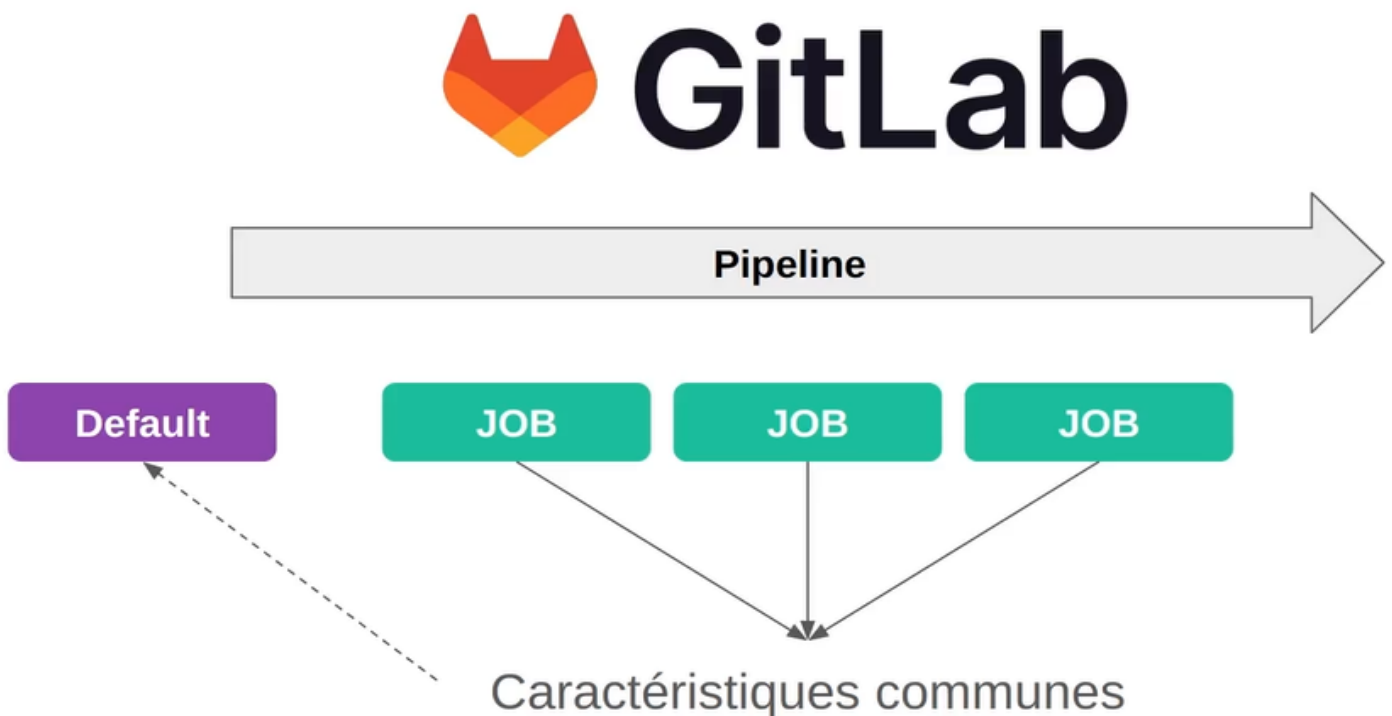 GitLab
Pipeline
Default
JOB
JOB
JOB
Caractéristiques communes